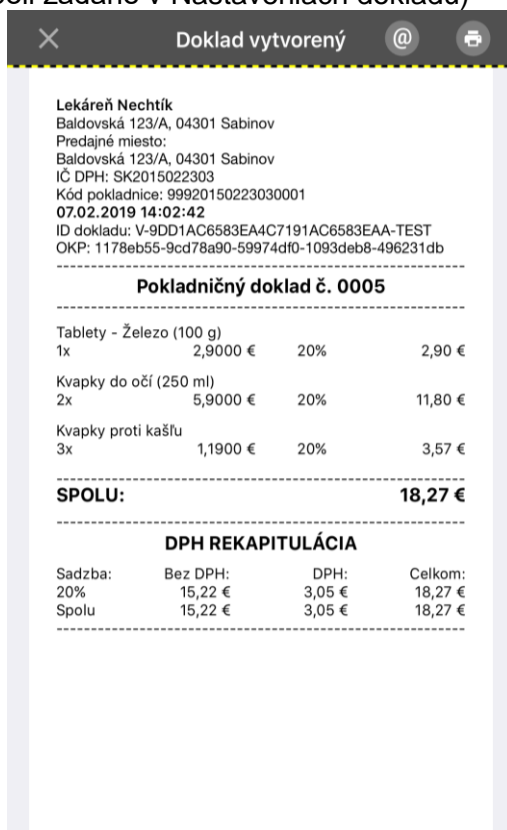 boli zadané v Nastaveniach dokladu)
Doklad vytvorený @
Lekáreň Nechtík
Baldovská 123/A, 04301 Sabinov
Predajné miesto:
Baldovská 123/A, 04301 Sabinov
IČ DPH: SK2015022303
Kód pokladnice: 99920150223030001
07.02.2019 14:02:42
ID dokladu: V-9DD1AC6583EA4C7191AC6583EAA-TEST
OKP: 1178eb55-9cd78a90-59974df0-1093deb8-496231db
Pokladničný doklad č. 0005
Tablety - Železo (100 g)
1x 2,9000 € 20% 2,90 €
Kvapky do očí (250 ml)
2x 5,9000 € 20% 11,80 €
Kvapky proti kašľu
3x 1,1900 € 20% 3,57 €
SPOLU: 18,27 €
DPH REKAPITULÁCIA
Sadzba: Bez DPH: DPH: Celkom:
20% 15,22 € 3,05 € 18,27 €
Spolu 15,22 € 3,05 € 18,27 €